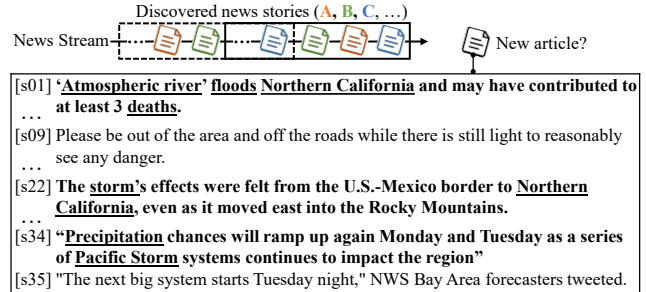 Discovered news stories (A, B, C, …)
News Stream
New article?
[s01] ‘Atmospheric river’ floods Northern California and may have contributed to
… at least 3 deaths.
[s09] Please be out of the area and off the roads while there is still light to reasonably
… see any danger.
[s22] The storm’s effects were felt from the U.S.-Mexico border to Northern
… California, even as it moved east into the Rocky Mountains.
[s34] “Precipitation chances will ramp up again Monday and Tuesday as a series
of Pacific Storm systems continues to impact the region”
[s35] "The next big system starts Tuesday night," NWS Bay Area forecasters tweeted.